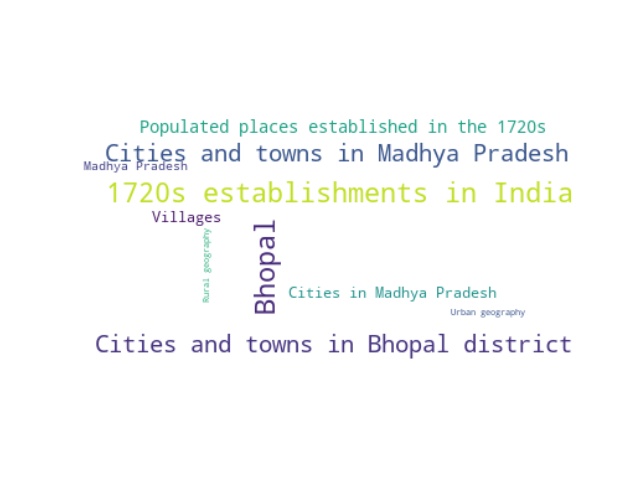 Populated places established in the 1720s
Cities and towns in Madhya Pradesh
Madhya Pradesh
1720s establishments in India
Villages
Rural geography
Bhopal
Cities in Madhya Pradesh
Urban geography
Cities and towns in Bhopal district